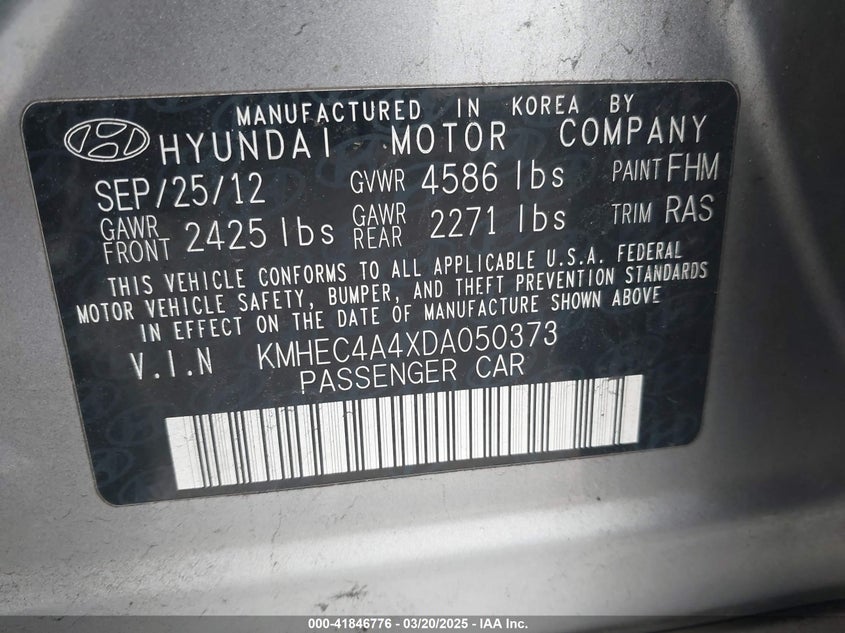 MANUFACTURED IN KOREA BY
HYUNDAI MOTOR COMPANY
SEP/25/12 GVWR 4586 lbs PAINT FHM
GAWR FRONT 2425 lbs GAWR REAR 2271 lbs TRIM RAS
THIS VEHICLE CONFORMS TO ALL APPLICABLE U.S.A. FEDERAL
MOTOR VEHICLE SAFETY, BUMPER, AND THEFT PREVENTION STANDARDS
IN EFFECT ON THE DATE OF MANUFACTURE SHOWN ABOVE
V.I.N KMHEC4A4XDA050373
PASSENGER CAR
000-41846776 - 03/20/2025 - IAA Inc.